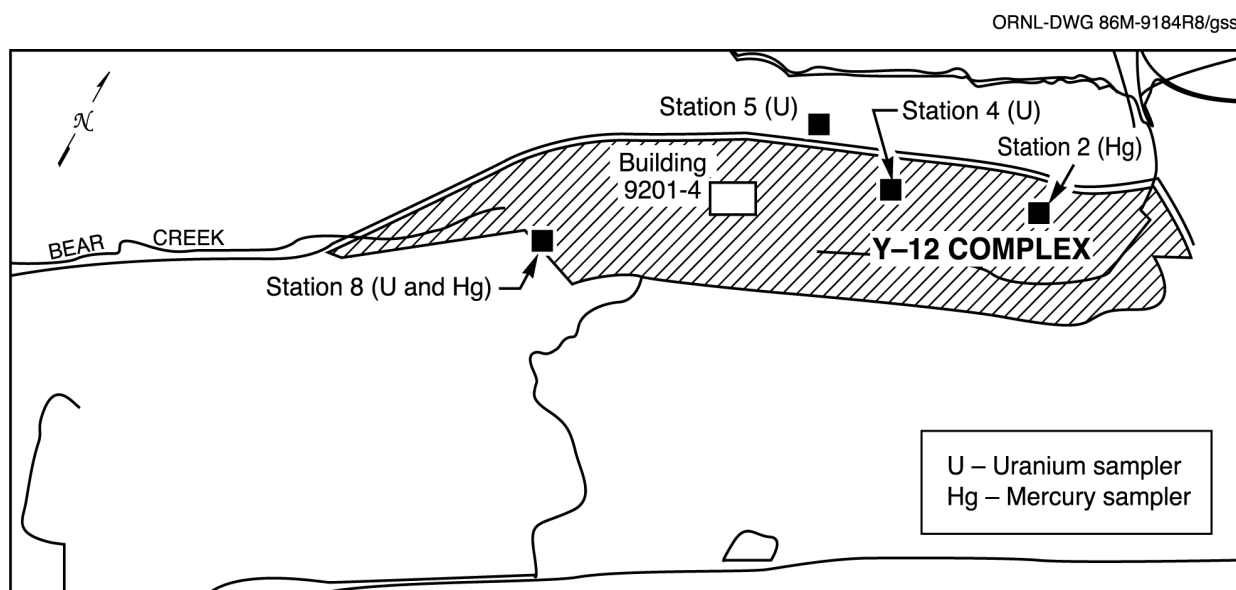 ORNL-DWG 86M-9184R8/gss
N
Station 5 (U)
Station 4 (U)
Station 2 (Hg)
Building
9201-4
BEAR CREEK
Y–12 COMPLEX
Station 8 (U and Hg)
U – Uranium sampler
Hg – Mercury sampler